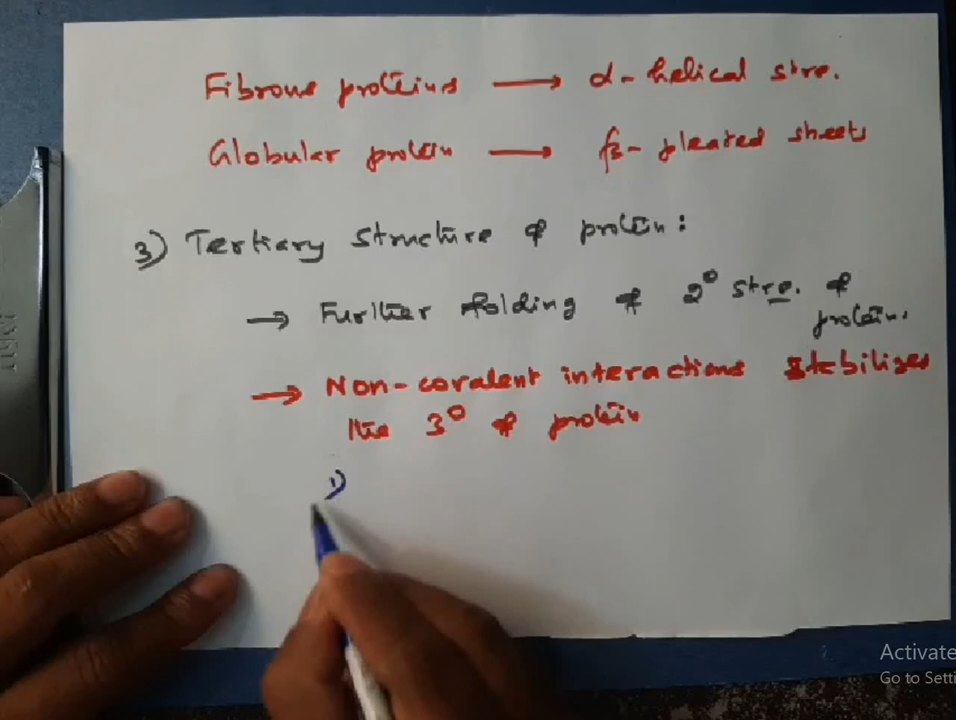 Fibrous proteins → α-helical stre.
Globular protein → β-pleated sheets
3) Tertiary structure of protein:
→ Further folding of 2° stre. of protein.
→ Non-covalent interactions stebilizes
the 3° of protein
1)
Activate
Go to Setti